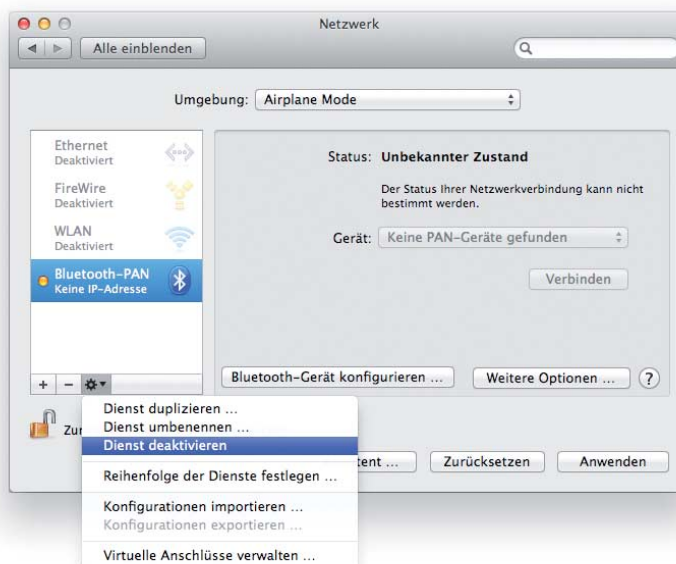 Netzwerk
Alle einblenden
Umgebung: Airplane Mode
Ethernet
Deaktiviert
FireWire
Deaktiviert
WLAN
Deaktiviert
Bluetooth-PAN
Keine IP-Adresse
Status: Unbekannter Zustand
Der Status Ihrer Netzwerkverbindung kann nicht
bestimmt werden.
Gerät: Keine PAN-Geräte gefunden
Verbinden
Bluetooth-Gerät konfigurieren ...
Weitere Optionen ...
?
+ −
Dienst duplizieren ...
Dienst umbenennen ...
Dienst deaktivieren
Reihenfolge der Dienste festlegen ...
Konfigurationen importieren ...
Konfigurationen exportieren ...
Virtuelle Anschlüsse verwalten ...
Zurücksetzen
Anwenden